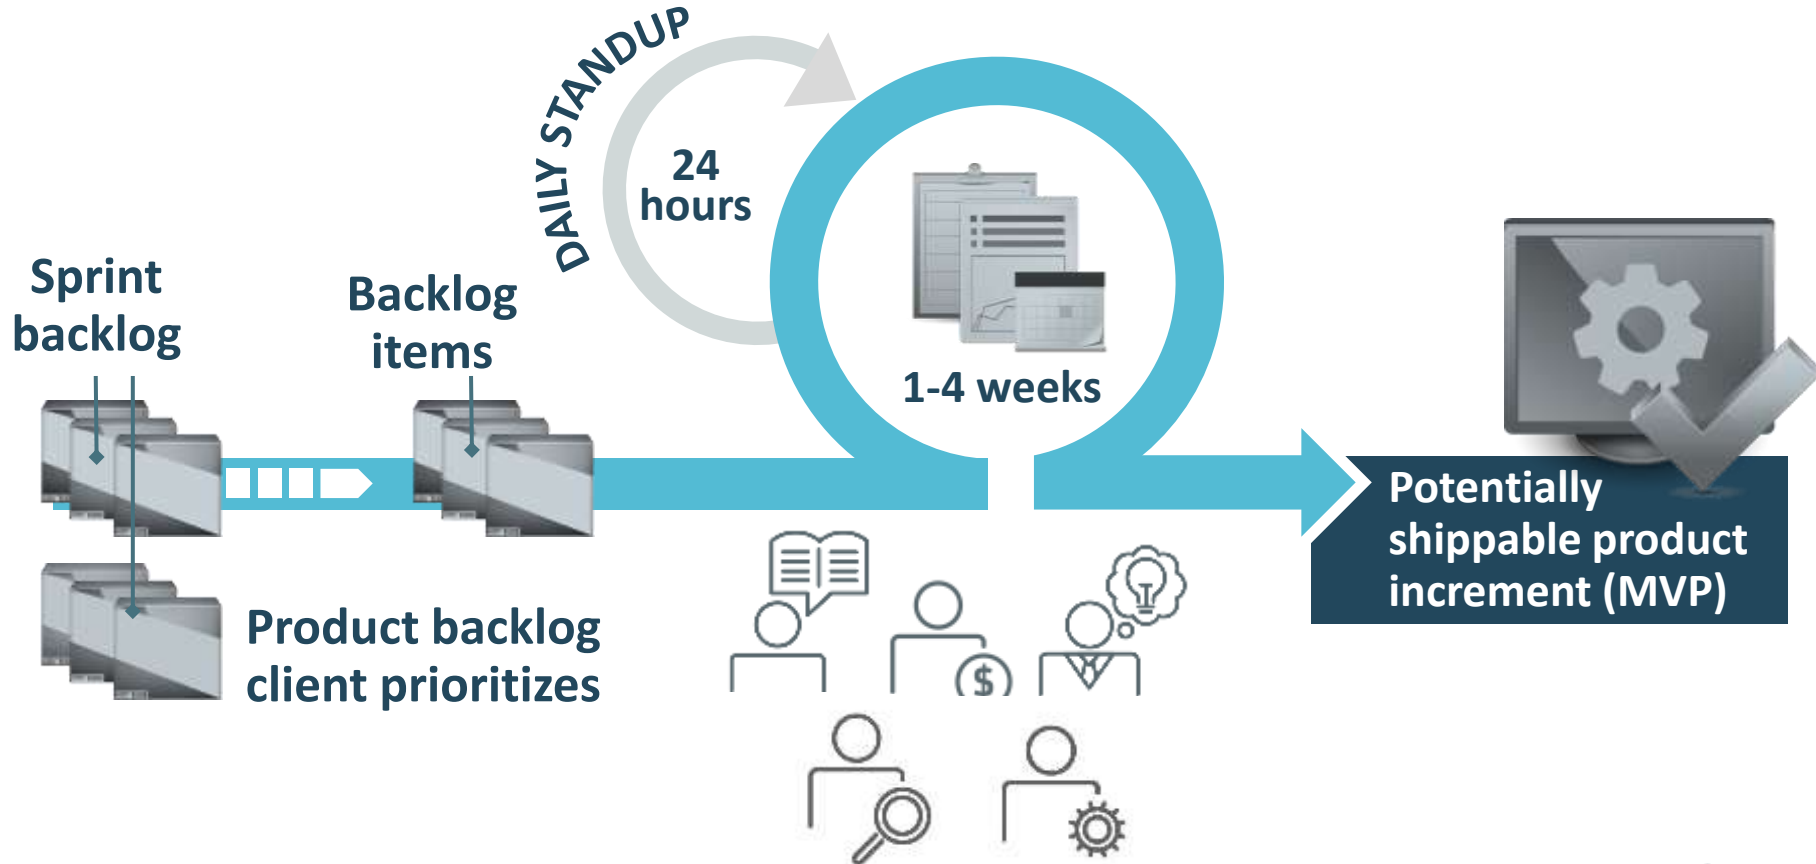 DAILY STANDUP
24
hours
Sprint
backlog
Backlog
items
1-4 weeks
Product backlog
client prioritizes
$
Potentially
shippable product
increment (MVP)